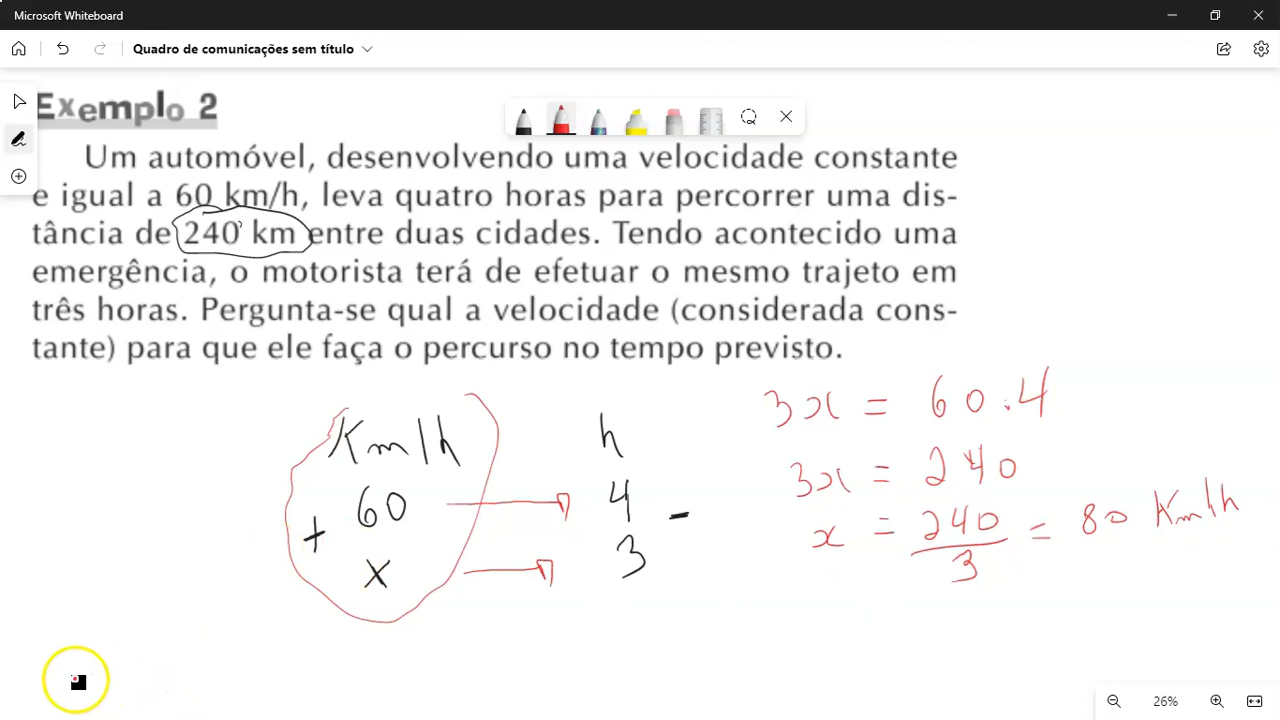 Microsoft Whiteboard
Quadro de comunicações sem título
Exemplo 2
Um automóvel, desenvolvendo uma velocidade constante
e igual a 60 km/h, leva quatro horas para percorrer uma dis-
tância de 240 km entre duas cidades. Tendo acontecido uma
emergência, o motorista terá de efetuar o mesmo trajeto em
três horas. Pergunta-se qual a velocidade (considerada cons-
tante) para que ele faça o percurso no tempo previsto.
Km/h h
60 4 -
+
x 3
3x = 60.4
3x = 240
x = 240/3 = 80 Km/h
26%